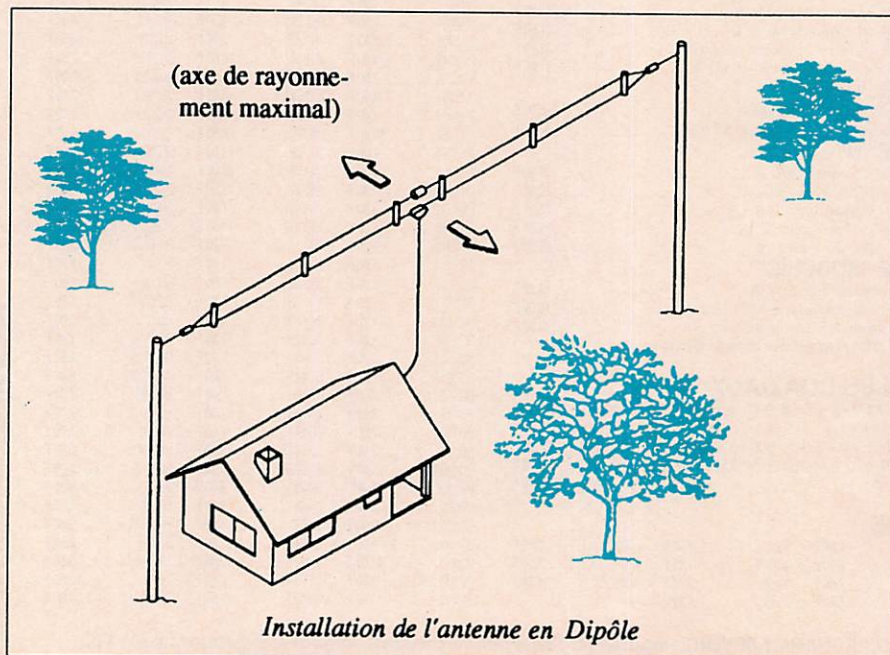 (axe de rayonne-
ment maximal)
Installation de l'antenne en Dipôle